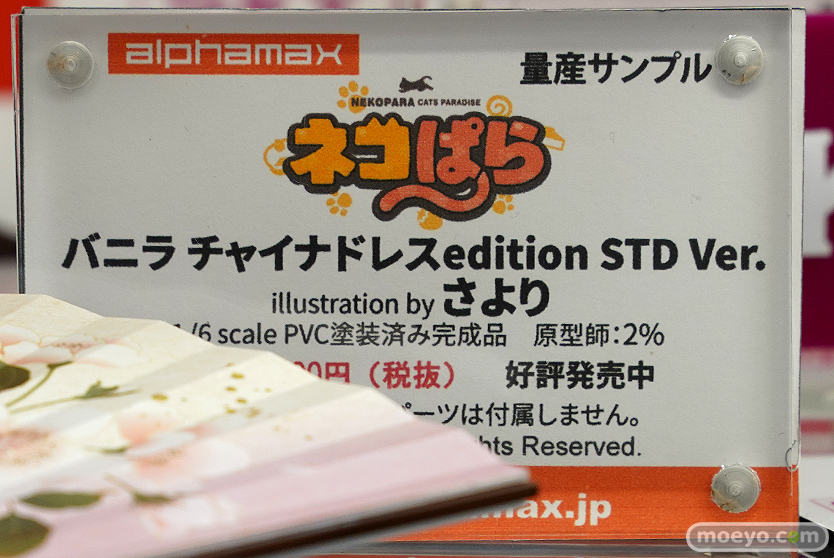 alphamax
量産サンプル
NEKOPARA CATS PARADISE
ネコぱら
バニラ チャイナドレスedition STD Ver.
illustration by さより
/6 scale PVC塗装済み完成品 原型師:2%
00円（税抜） 好評発売中
パーツは付属しません。
hts Reserved.
max.jp
moeyo.com